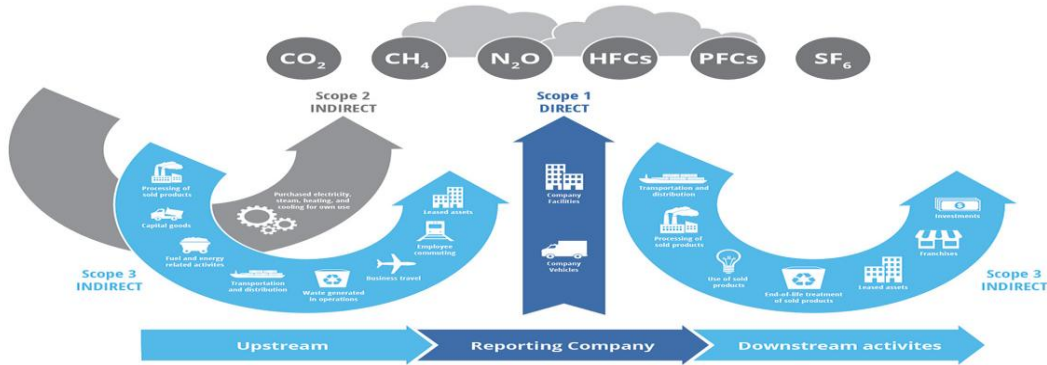 CO₂
CH₄
N₂O
HFCs
PFCs
SF₆
Scope 2
INDIRECT
Scope 1
DIRECT
Purchased electricity,
steam, heating, and
cooling for own use
Scope 3
INDIRECT
Processing of
sold products
Capital goods
Fuel and energy
related activites
Transportation
and distribution
Waste generated
in operations
Business travel
Employee
commuting
Leased assets
Company
Facilities
Company
Vehicles
Transportation and
distribution
Processing of
sold products
Use of sold
products
End-of-life treatment
of sold products
Leased assets
Franchises
Investments
Scope 3
INDIRECT
Upstream
Reporting Company
Downstream activites